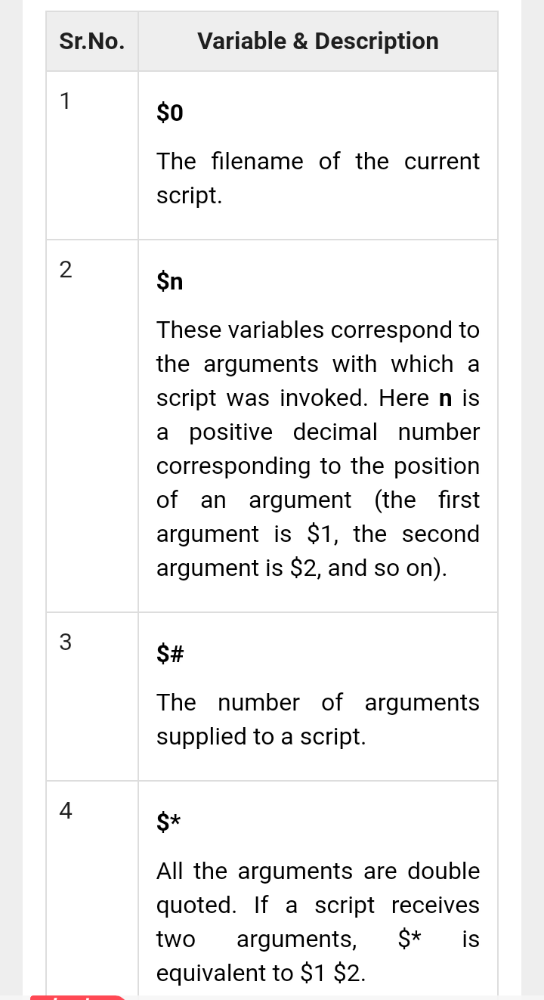 Sr.No.
Variable & Description
1
$0
The filename of the current
script.
2
$n
These variables correspond to
the arguments with which a
script was invoked. Here n is
a positive decimal number
corresponding to the position
of an argument (the first
argument is $1, the second
argument is $2, and so on).
3
$#
The number of arguments
supplied to a script.
4
$*
All the arguments are double
quoted. If a script receives
two arguments, $* is
equivalent to $1 $2.